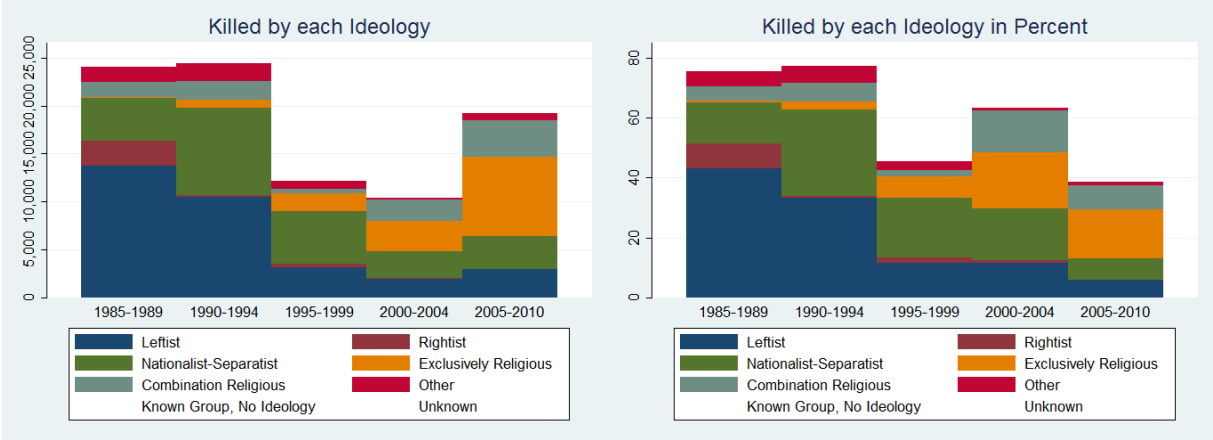 Killed by each Ideology
25,000
20,000
15,000
10,000
5,000
0
1985-1989 1990-1994 1995-1999 2000-2004 2005-2010
Leftist Rightist
Nationalist-Separatist Exclusively Religious
Combination Religious Other
Known Group, No Ideology Unknown
Killed by each Ideology in Percent
80
60
40
20
0
1985-1989 1990-1994 1995-1999 2000-2004 2005-2010
Leftist Rightist
Nationalist-Separatist Exclusively Religious
Combination Religious Other
Known Group, No Ideology Unknown